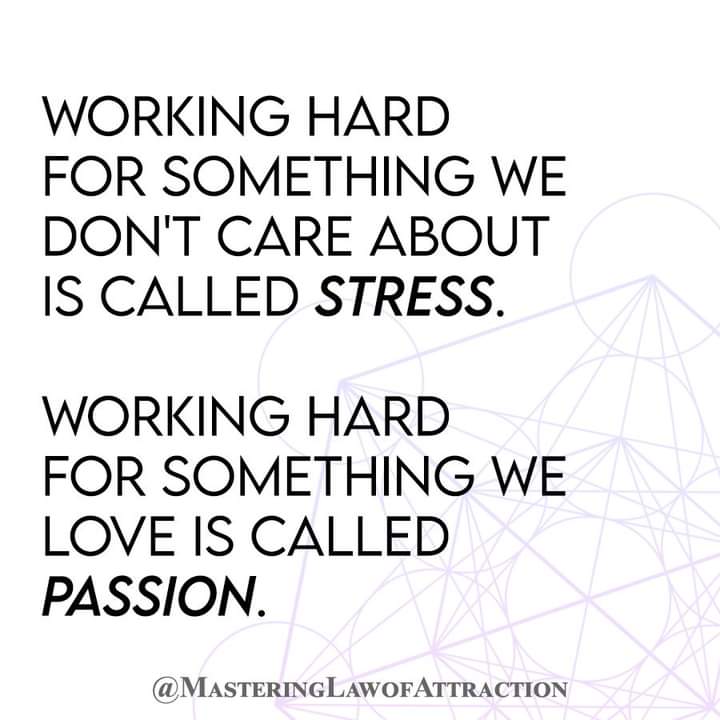 WORKING HARD
FOR SOMETHING WE
DON'T CARE ABOUT
IS CALLED STRESS.
WORKING HARD
FOR SOMETHING WE
LOVE IS CALLED
PASSION.
@MasteringLawofAttraction